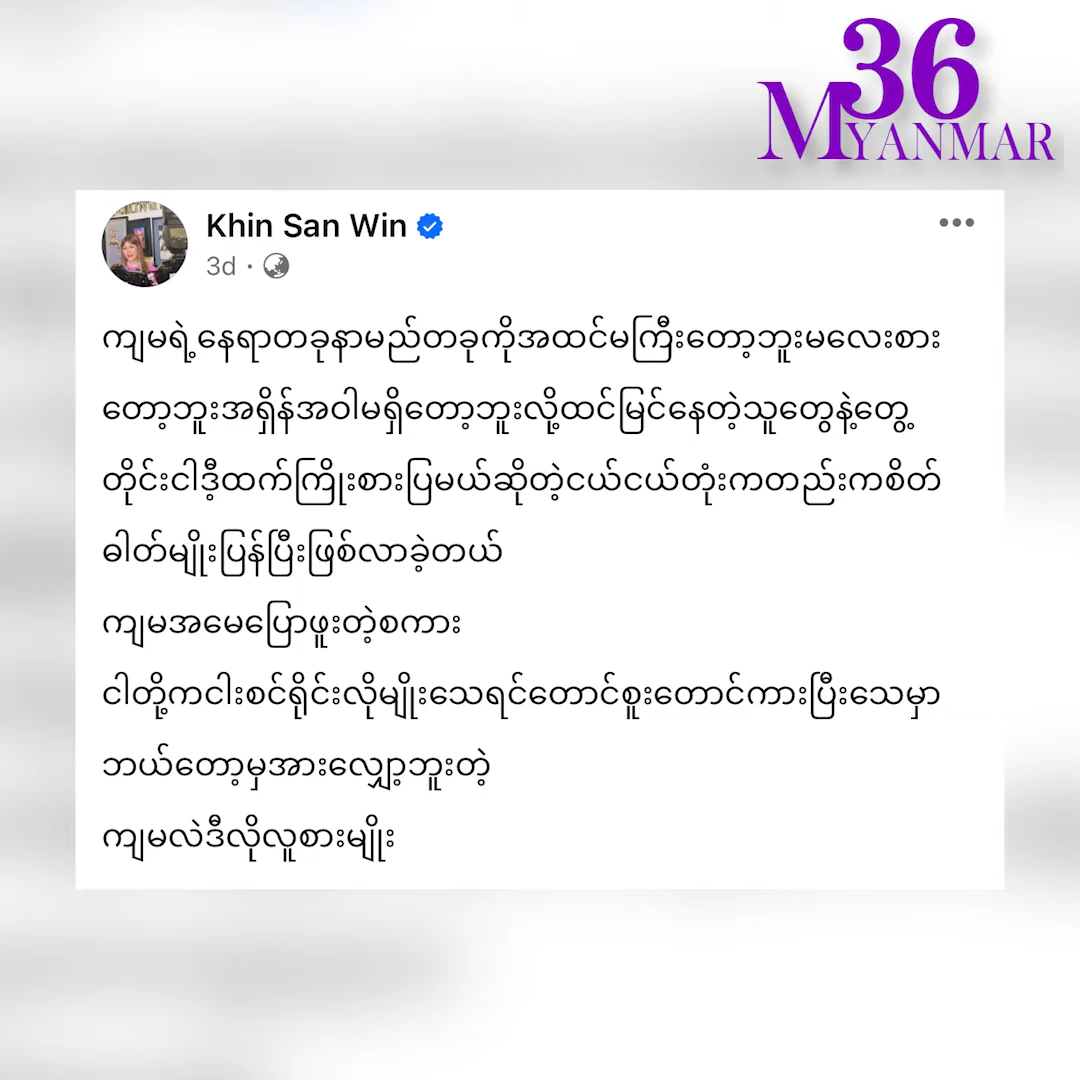 36
MYANMAR
Khin San Win
3d ·
ကျမရဲ့နေရာတခုနာမည်တခုကိုအထင်မကြီးတော့ဘူးမလေးစား
တော့ဘူးအရှိန်အဝါမရှိတော့ဘူးလို့ထင်မြင်နေတဲ့သူတွေနဲ့တွေ့
တိုင်းငါဒီ့ထက်ကြိုးစားပြမယ်ဆိုတဲ့ငယ်ငယ်တုံးကတည်းကစိတ်
ဓါတ်မျိုးပြန်ပြီးဖြစ်လာခဲ့တယ်
ကျမအမေပြောဖူးတဲ့စကား
ငါတို့ကငါးစင်ရိုင်းလိုမျိုးသေရင်တောင်စူးတောင်ကားပြီးသေမှာ
ဘယ်တော့မှအားလျှော့ဘူးတဲ့
ကျမလဲဒီလိုလူစားမျိုး